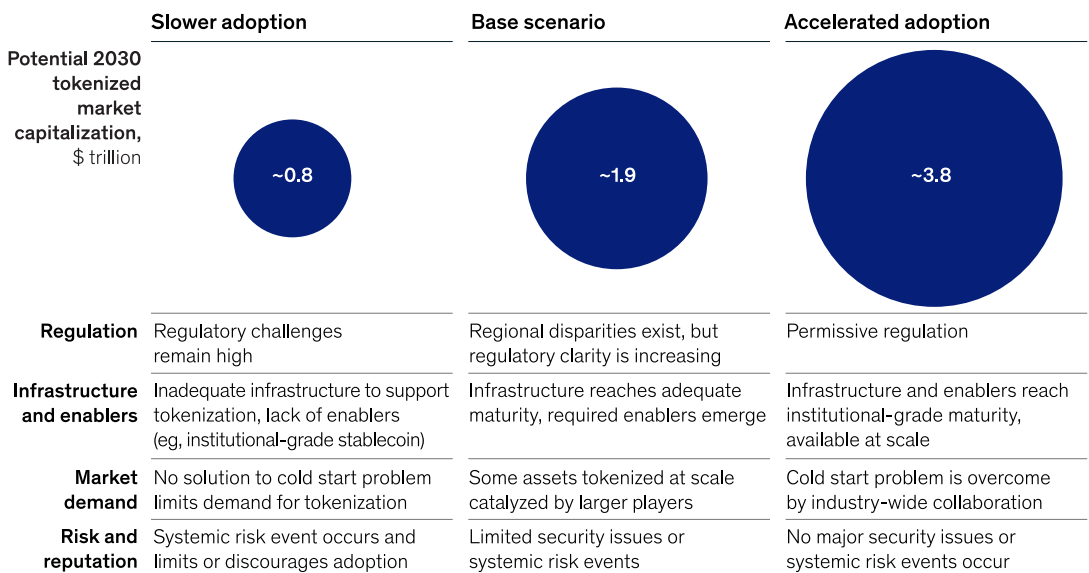 Slower adoption
Base scenario
Accelerated adoption
Potential 2030
tokenized
market
capitalization,
$ trillion
~0.8
~1.9
~3.8
Regulation
Regulatory challenges
remain high
Regional disparities exist, but
regulatory clarity is increasing
Permissive regulation
Infrastructure
and enablers
Inadequate infrastructure to support
tokenization, lack of enablers
(eg, institutional-grade stablecoin)
Infrastructure reaches adequate
maturity, required enablers emerge
Infrastructure and enablers reach
institutional-grade maturity,
available at scale
Market
demand
No solution to cold start problem
limits demand for tokenization
Some assets tokenized at scale
catalyzed by larger players
Cold start problem is overcome
by industry-wide collaboration
Risk and
reputation
Systemic risk event occurs and
limits or discourages adoption
Limited security issues or
systemic risk events
No major security issues or
systemic risk events occur